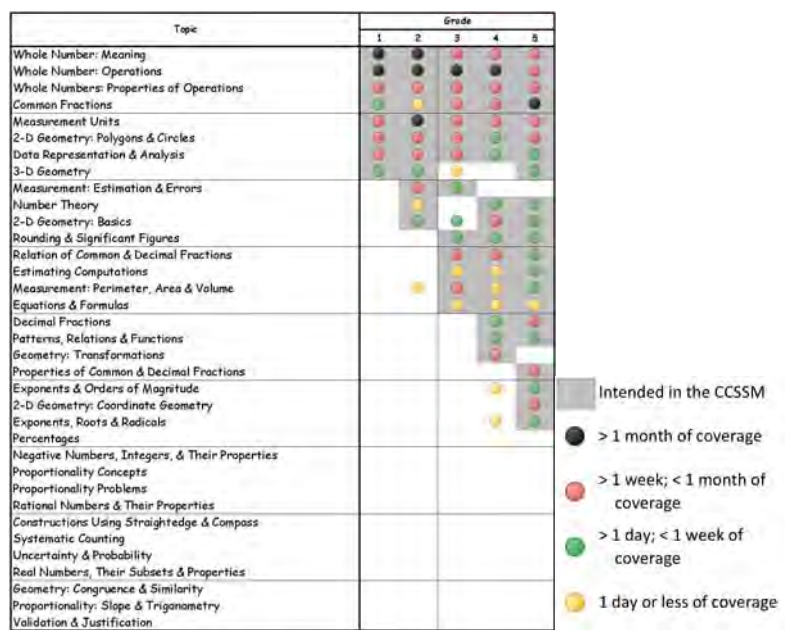 Topic
Grade
1 2 3 4 5
Whole Number: Meaning
Whole Number: Operations
Whole Numbers: Properties of Operations
Common Fractions
Measurement Units
2-D Geometry: Polygons & Circles
Data Representation & Analysis
3-D Geometry
Measurement: Estimation & Errors
Number Theory
2-D Geometry: Basics
Rounding & Significant Figures
Relation of Common & Decimal Fractions
Estimating Computations
Measurement: Perimeter, Area & Volume
Equations & Formulas
Decimal Fractions
Patterns, Relations & Functions
Geometry: Transformations
Properties of Common & Decimal Fractions
Exponents & Orders of Magnitude
2-D Geometry: Coordinate Geometry
Exponents, Roots & Radicals
Percentages
Negative Numbers, Integers, & Their Properties
Proportionality Concepts
Proportionality Problems
Rational Numbers & Their Properties
Constructions Using Straightedge & Compass
Systematic Counting
Uncertainty & Probability
Real Numbers, Their Subsets & Properties
Geometry: Congruence & Similarity
Proportionality: Slope & Trigonometry
Validation & Justification
Intended in the CCSSM
> 1 month of coverage
> 1 week; < 1 month of
coverage
> 1 day; < 1 week of
coverage
1 day or less of coverage